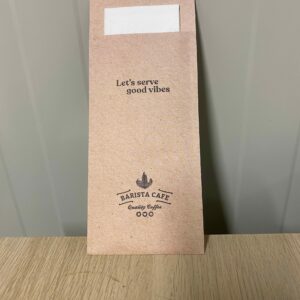 Let's serve
good vibes
BARISTA CAFE
Quality Coffee